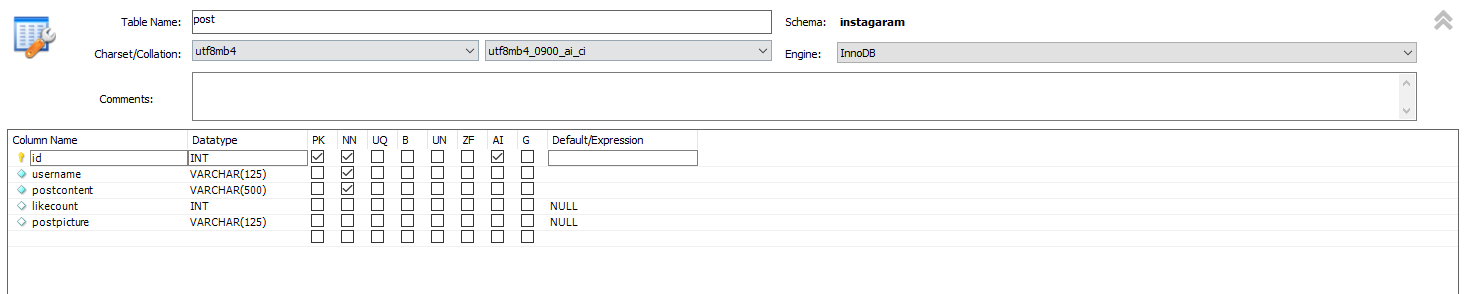 Table Name: post Schema: instagaram
Charset/Collation: utf8mb4 utf8mb4_0900_ai_ci Engine: InnoDB
Comments:
Column Name Datatype PK NN UQ B UN ZF AI G Default/Expression
id INT
username VARCHAR(125)
postcontent VARCHAR(500)
likecount INT NULL
postpicture VARCHAR(125) NULL